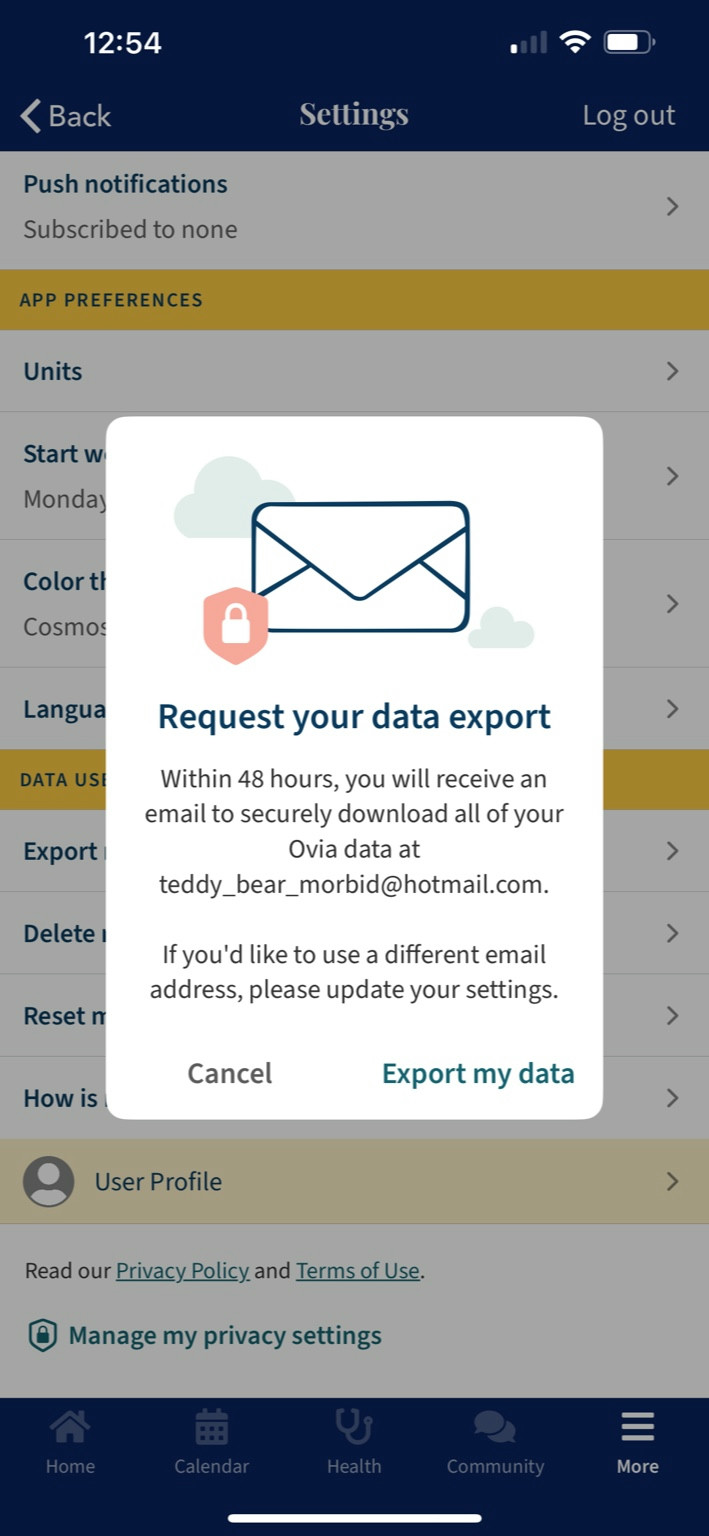 12:54
Back
Settings
Log out
Push notifications
Subscribed to none
APP PREFERENCES
Units
Start
Monday
Color
Cosmos
DATA
Export
Delete
Reset
How is
Request your data export
Within 48 hours, you will receive an
email to securely download all of your
Ovia data at
teddy_bear_morbid@hotmail.com.
If you'd like to use a different email
address, please update your settings.
Cancel
Export my data
User Profile
Read our Privacy Policy and Terms of Use.
Manage my privacy settings
Home
Calendar
Health
Community
More